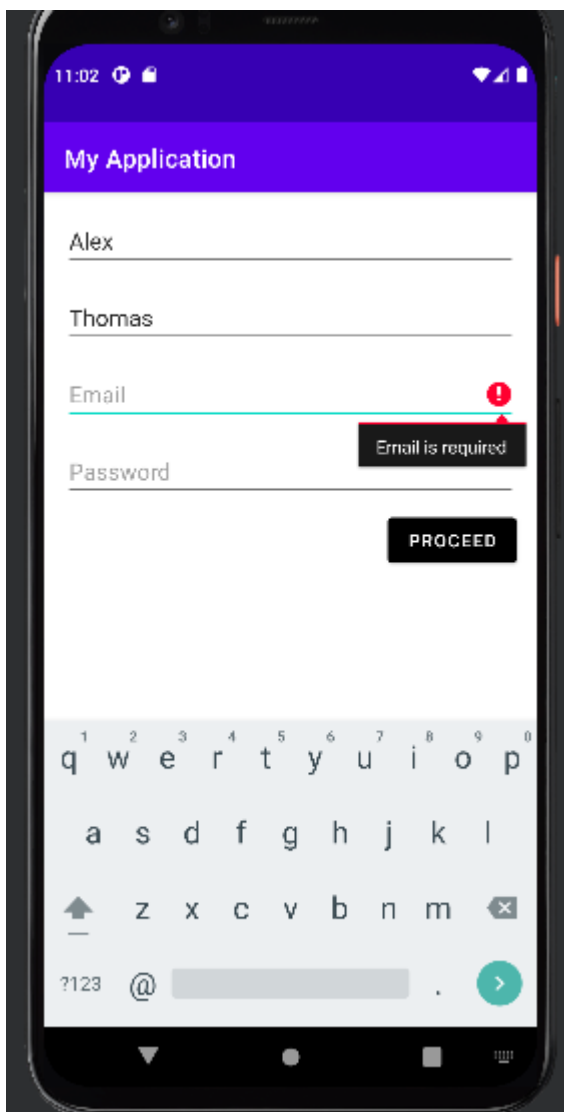 11:02
My Application
Alex
Thomas
Email
Email is required
Password
PROCEED
1 2 3 4 5 6 7 8 9 0
q w e r t y u i o p
a s d f g h j k l
z x c v b n m
?123 @ .